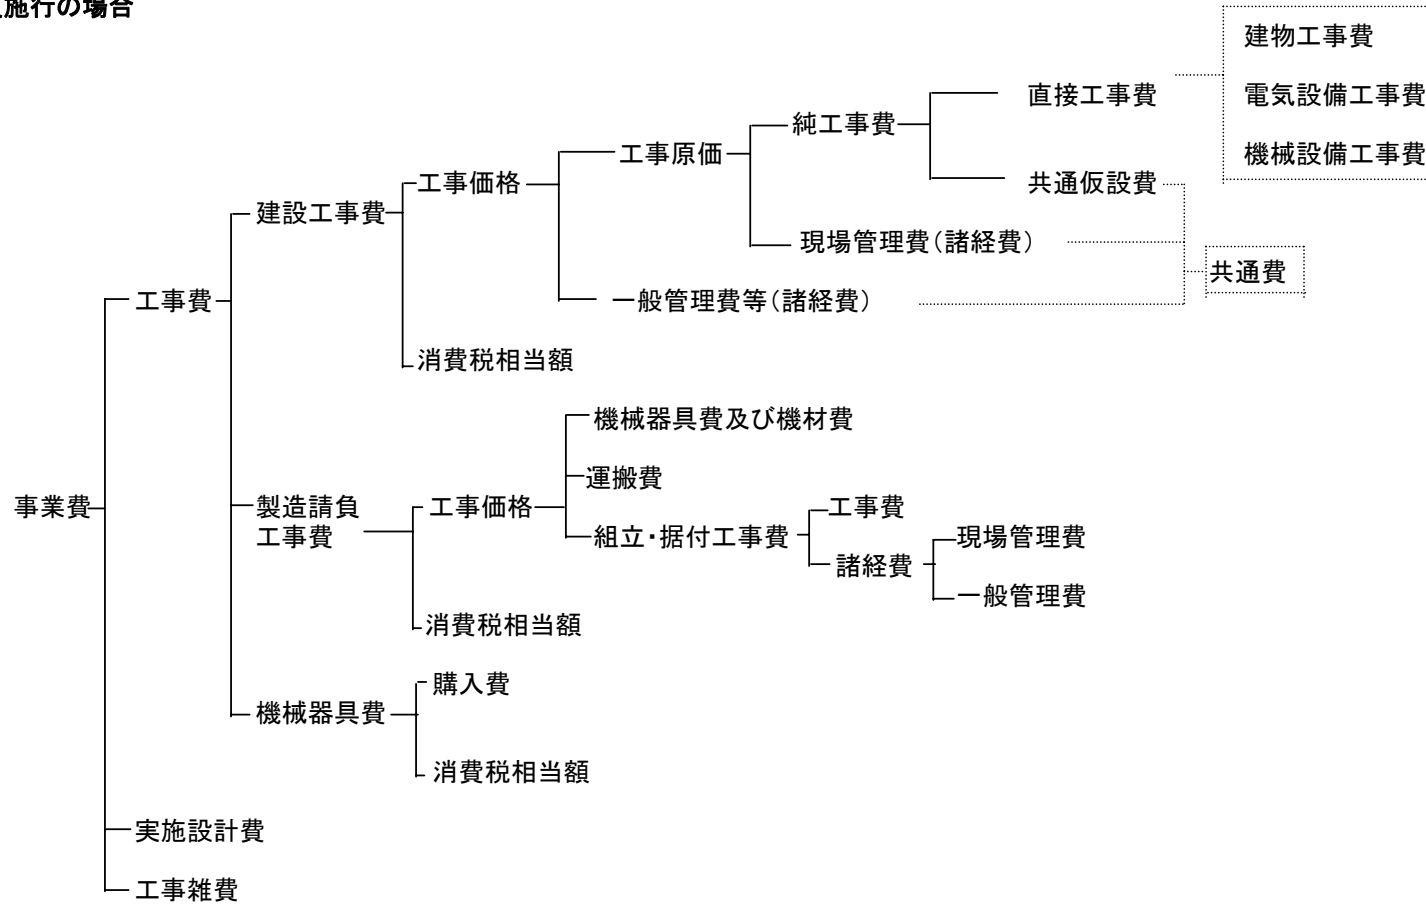 施行の場合
建物工事費
電気設備工事費
機械設備工事費
直接工事費
純工事費
工事原価
工事価格
共通仮設費
建設工事費
現場管理費(諸経費)
共通費
工事費
一般管理費等(諸経費)
消費税相当額
機械器具費及び機材費
運搬費
事業費
製造請負
工事費
工事価格
組立・据付工事費
工事費
諸経費
現場管理費
一般管理費
消費税相当額
購入費
機械器具費
消費税相当額
実施設計費
工事雑費